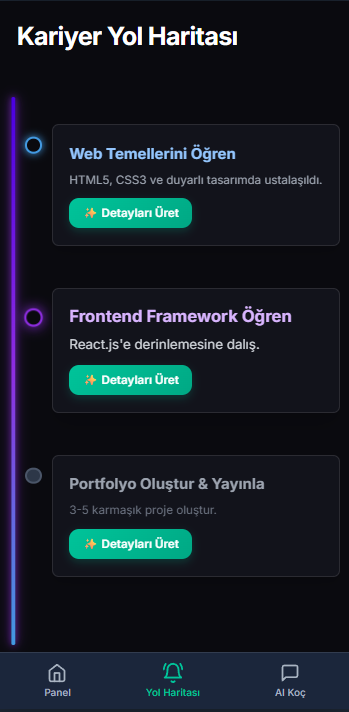 Kariyer Yol Haritası
Web Temellerini Öğren
HTML5, CSS3 ve duyarlı tasarımda ustalaşıldı.
✨ Detayları Üret
Frontend Framework Öğren
React.js'e derinlemesine dalış.
✨ Detayları Üret
Portfolyo Oluştur & Yayınla
3-5 karmaşık proje oluştur.
✨ Detayları Üret
Panel
Yol Haritası
AI Koç